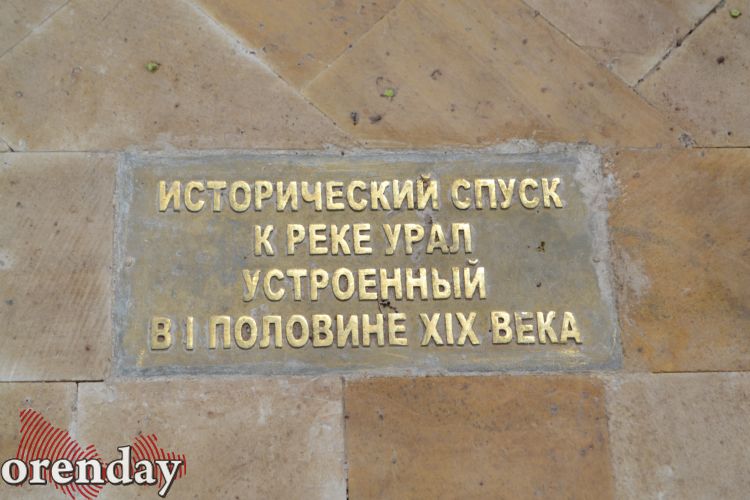 ИСТОРИЧЕСКИЙ СПУСК
К РЕКЕ УРАЛ
УСТРОЕННЫЙ
В I ПОЛОВИНЕ XIX ВЕКА
orenday